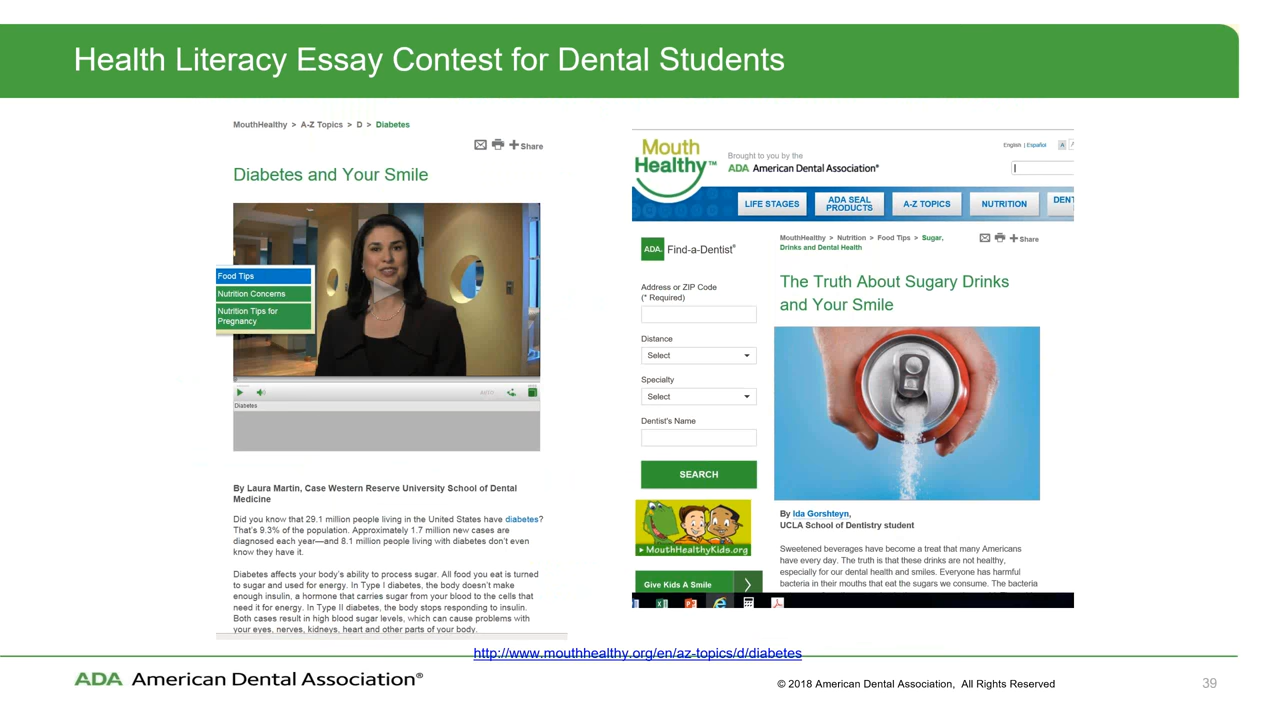 Health Literacy Essay Contest for Dental Students
MouthHealthy > A-Z Topics > D > Diabetes
Share
Diabetes and Your Smile
Food Tips
Nutrition Concerns
Nutrition Tips for
Pregnancy
Diabetes
By Laura Martin, Case Western Reserve University School of Dental
Medicine
Did you know that 29.1 million people living in the United States have diabetes?
That's 9.3% of the population. Approximately 1.7 million new cases are
diagnosed each year—and 8.1 million people living with diabetes don't even
know they have it.
Diabetes affects your body's ability to process sugar. All food you eat is turned
to sugar and used for energy. In Type I diabetes, the body doesn't make
enough insulin, a hormone that carries sugar from your blood to the cells that
need it for energy. In Type II diabetes, the body stops responding to insulin.
Both cases result in high blood sugar levels, which can cause problems with
your eyes, nerves, kidneys, heart and other parts of your body.
Mouth
Healthy™
Brought to you by the
ADA American Dental Association®
English | Español
A
LIFE STAGES
ADA SEAL
PRODUCTS
A-Z TOPICS
NUTRITION
DENT
ADA. Find-a-Dentist®
Address or ZIP Code
(* Required)
Distance
Select
Specialty
Select
Dentist's Name
SEARCH
MouthHealthyKids.org
Give Kids A Smile
MouthHealthy > Nutrition > Food Tips > Sugar,
Drinks and Dental Health
Share
The Truth About Sugary Drinks
and Your Smile
By Ida Gorshteyn,
UCLA School of Dentistry student
Sweetened beverages have become a treat that many Americans
have every day. The truth is that these drinks are not healthy,
especially for our dental health and smiles. Everyone has harmful
bacteria in their mouths that eat the sugars we consume. The bacteria
http://www.mouthhealthy.org/en/az-topics/d/diabetes
ADA American Dental Association®
© 2018 American Dental Association, All Rights Reserved
39